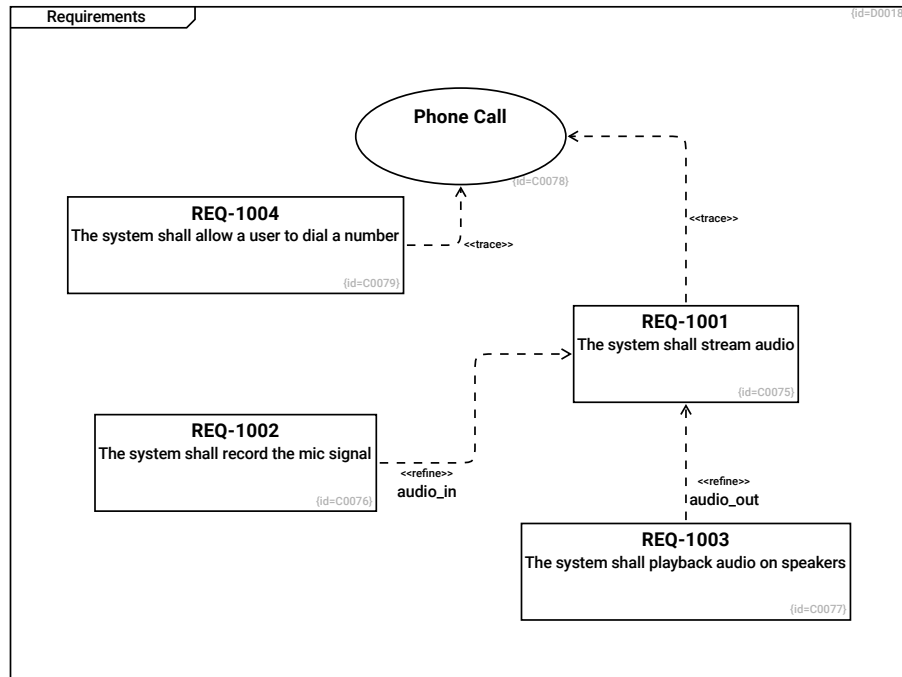 Requirements
{id=D0018
Phone Call
{id=C0078}
REQ-1004
The system shall allow a user to dial a number
{id=C0079}
<<trace>>
<<trace>>
REQ-1001
The system shall stream audio
{id=C0075}
REQ-1002
The system shall record the mic signal
{id=C0076}
<<refine>>
audio_in
<<refine>>
audio_out
REQ-1003
The system shall playback audio on speakers
{id=C0077}